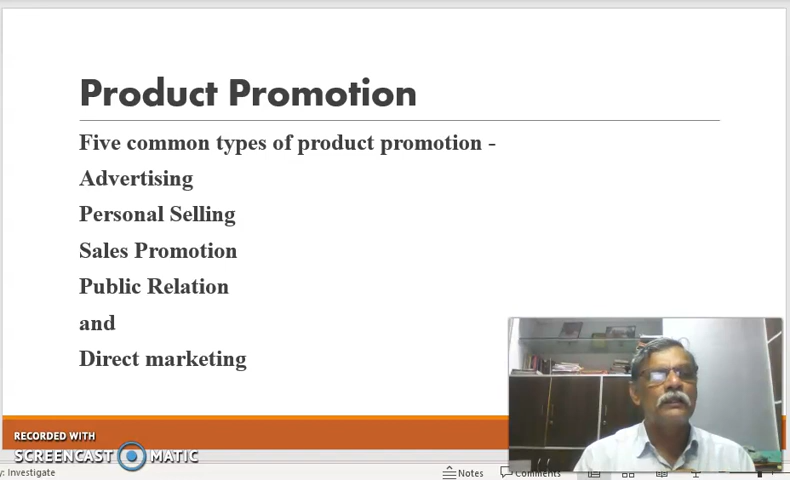 Product Promotion
Five common types of product promotion -
Advertising
Personal Selling
Sales Promotion
Public Relation
and
Direct marketing
RECORDED WITH
SCREENCAST MATIC
y: Investigate
Notes
Comments